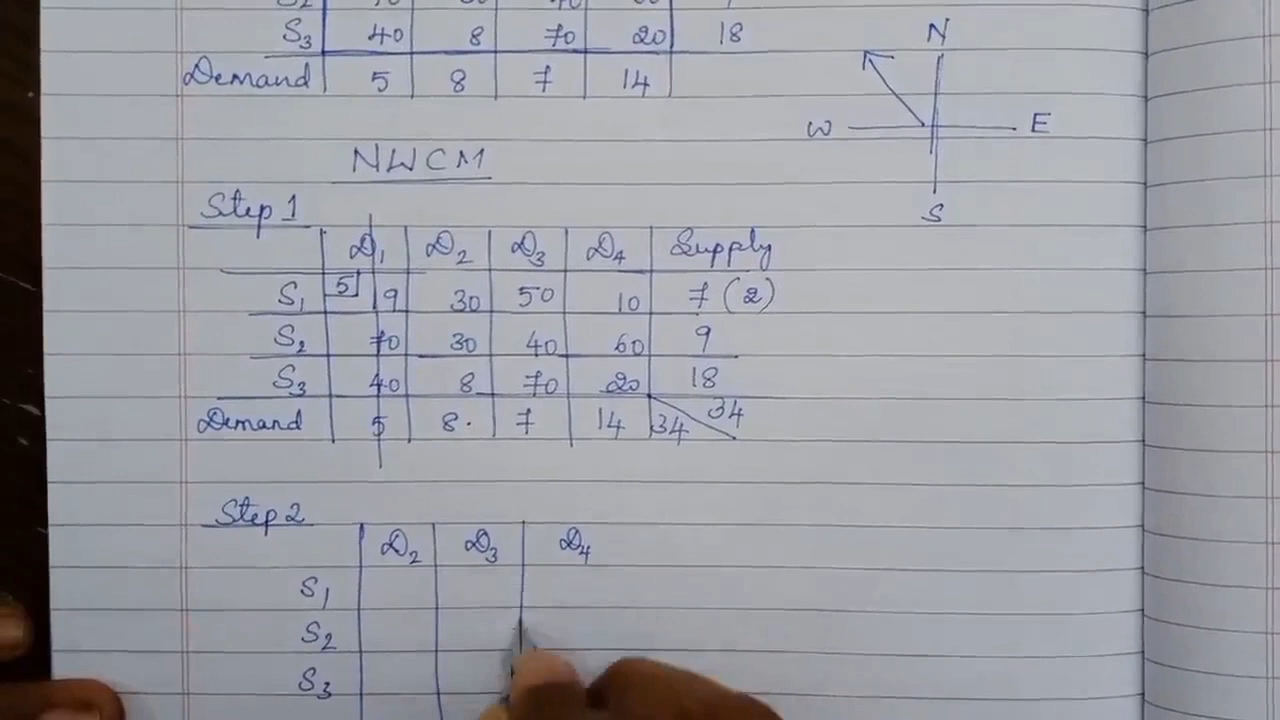 S3 40 8 70 20 18
Demand 5 8 7 14
N
W E
S
NWCM
Step 1
D1 D2 D3 D4 Supply
S1 5 9 30 50 10 7 (2)
S2 70 30 40 60 9
S3 40 8 70 20 18
Demand 5 8. 7 14 34 34
Step 2
D2 D3 D4
S1
S2
S3